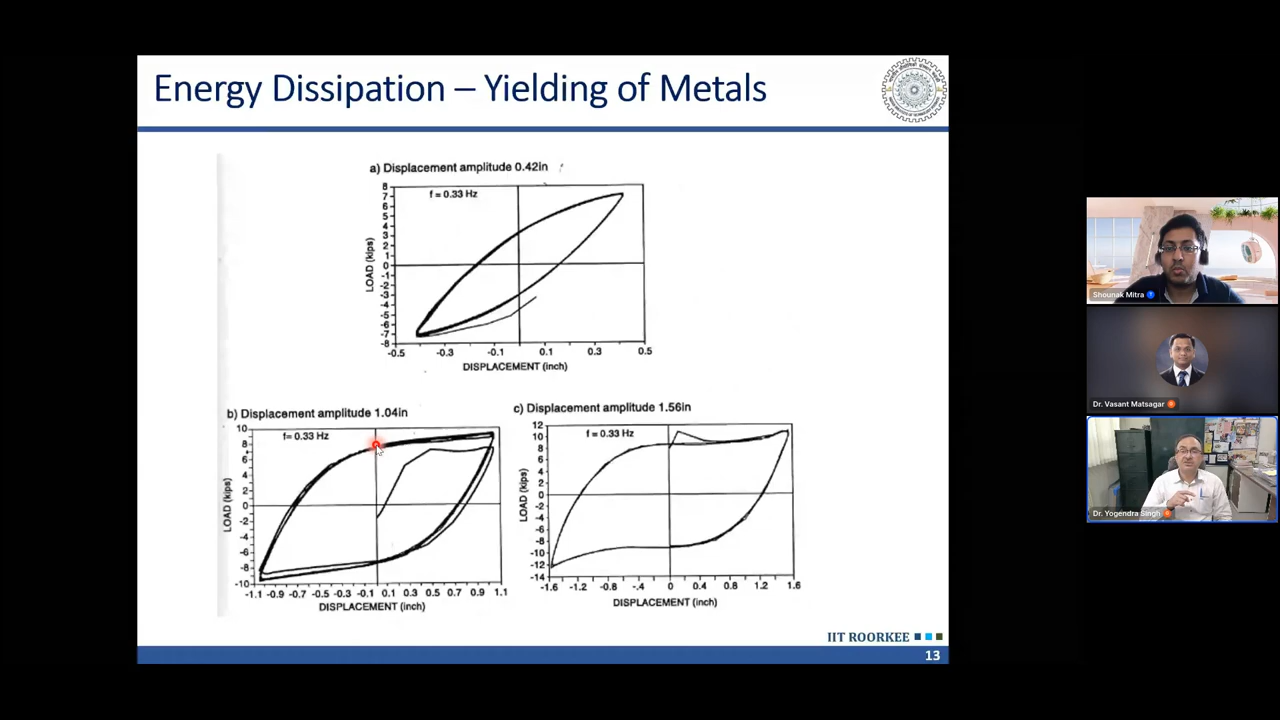 Energy Dissipation – Yielding of Metals
a) Displacement amplitude 0.42in
f = 0.33 Hz
LOAD (kips)
8
7
6
5
4
3
2
1
0
-1
-2
-3
-4
-5
-6
-7
-8
-0.5 -0.3 -0.1 0.1 0.3 0.5
DISPLACEMENT (inch)
b) Displacement amplitude 1.04in
f= 0.33 Hz
LOAD (kips)
10
8
6
4
2
0
-2
-4
-6
-8
-10
-1.1 -0.9 -0.7 -0.5 -0.3 -0.1 0.1 0.3 0.5 0.7 0.9 1.1
DISPLACEMENT (inch)
c) Displacement amplitude 1.56in
f = 0.33 Hz
LOAD (kips)
12
10
8
6
4
2
0
-2
-4
-6
-8
-10
-12
-14
-1.6 -1.2 -0.8 -.4 0 0.4 0.8 1.2 1.6
DISPLACEMENT (inch)
IIT ROORKEE
13
Shounak Mitra
Dr. Vasant Matsagar
Dr. Yogendra Singh